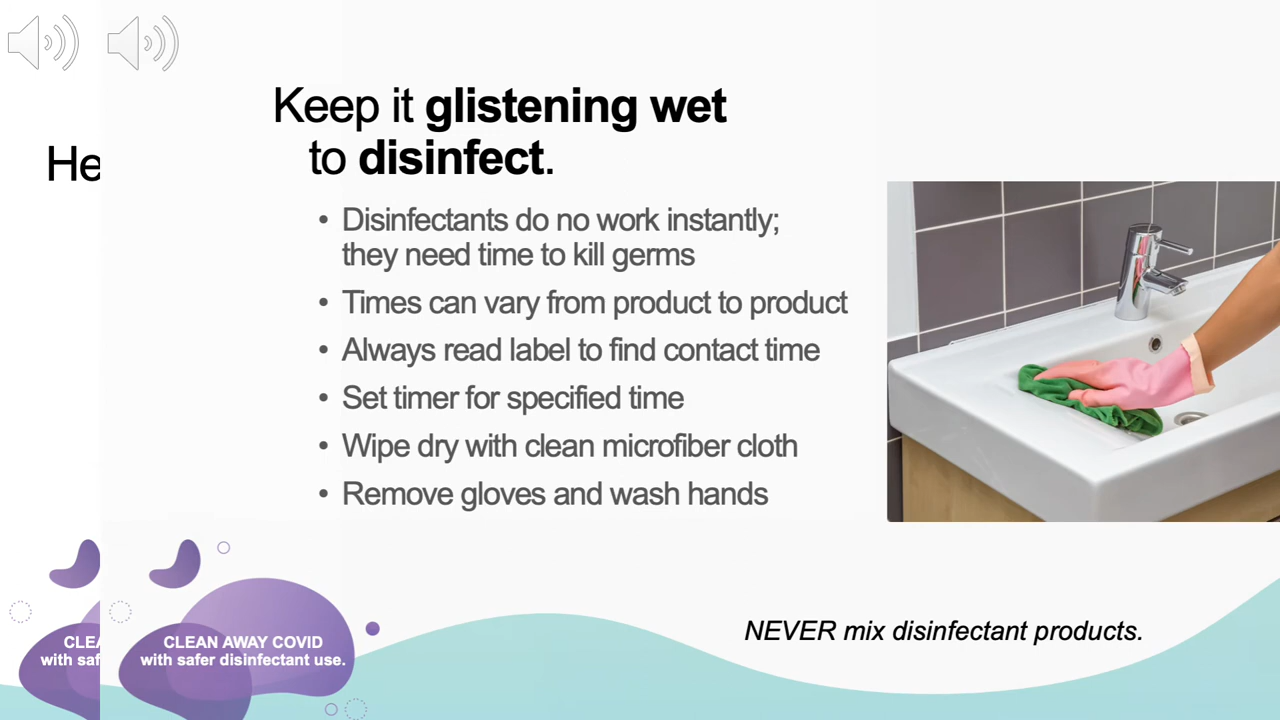 He
Keep it glistening wet
to disinfect.
• Disinfectants do no work instantly;
they need time to kill germs
• Times can vary from product to product
• Always read label to find contact time
• Set timer for specified time
• Wipe dry with clean microfiber cloth
• Remove gloves and wash hands
CLEA
with saf
CLEAN AWAY COVID
with safer disinfectant use.
NEVER mix disinfectant products.